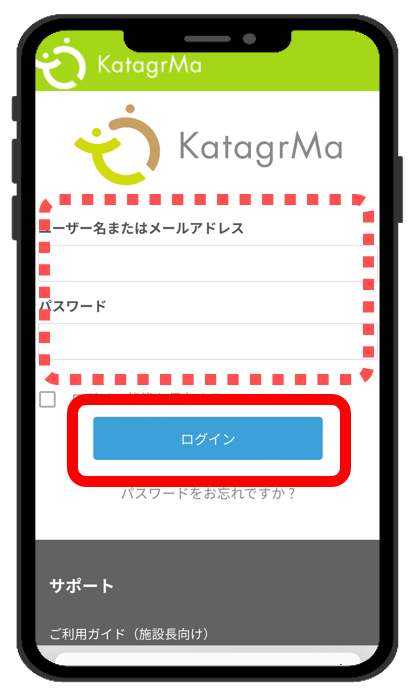 KatagrMa
KatagrMa
ユーザー名またはメールアドレス
パスワード
ログイン
パスワードをお忘れですか ?
サポート
ご利用ガイド（施設長向け）